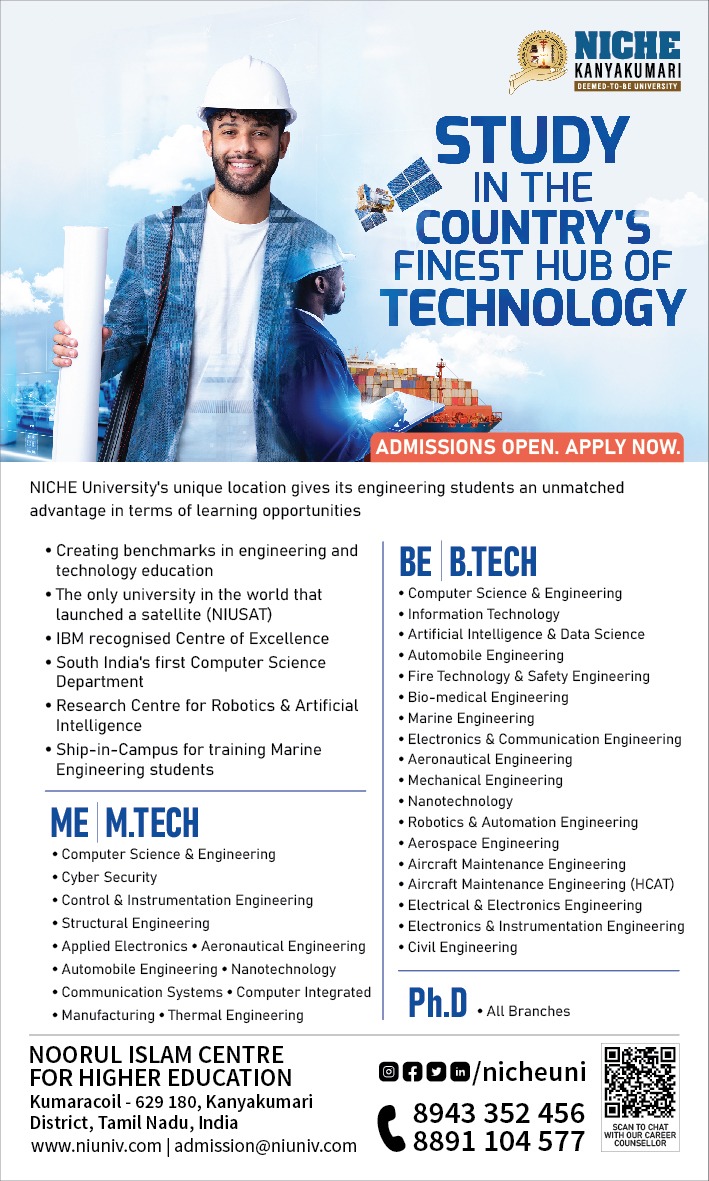 NICHE
KANYAKUMARI
DEEMED-TO-BE UNIVERSITY
STUDY
IN THE
COUNTRY'S
FINEST HUB OF
TECHNOLOGY
ADMISSIONS OPEN. APPLY NOW.
NICHE University's unique location gives its engineering students an unmatched
advantage in terms of learning opportunities
• Creating benchmarks in engineering and
technology education
• The only university in the world that
launched a satellite (NIUSAT)
• IBM recognised Centre of Excellence
• South India's first Computer Science
Department
• Research Centre for Robotics & Artificial
Intelligence
• Ship-in-Campus for training Marine
Engineering students
ME | M.TECH
• Computer Science & Engineering
• Cyber Security
• Control & Instrumentation Engineering
• Structural Engineering
• Applied Electronics • Aeronautical Engineering
• Automobile Engineering • Nanotechnology
• Communication Systems • Computer Integrated
• Manufacturing • Thermal Engineering
BE | B.TECH
• Computer Science & Engineering
• Information Technology
• Artificial Intelligence & Data Science
• Automobile Engineering
• Fire Technology & Safety Engineering
• Bio-medical Engineering
• Marine Engineering
• Electronics & Communication Engineering
• Aeronautical Engineering
• Mechanical Engineering
• Nanotechnology
• Robotics & Automation Engineering
• Aerospace Engineering
• Aircraft Maintenance Engineering
• Aircraft Maintenance Engineering (HCAT)
• Electrical & Electronics Engineering
• Electronics & Instrumentation Engineering
• Civil Engineering
Ph.D • All Branches
NOORUL ISLAM CENTRE
FOR HIGHER EDUCATION
Kumaracoil - 629 180, Kanyakumari
District, Tamil Nadu, India
www.niuniv.com | admission@niuniv.com
/nicheuni
8943 352 456
8891 104 577
SCAN TO CHAT
WITH OUR CAREER
COUNSELLOR